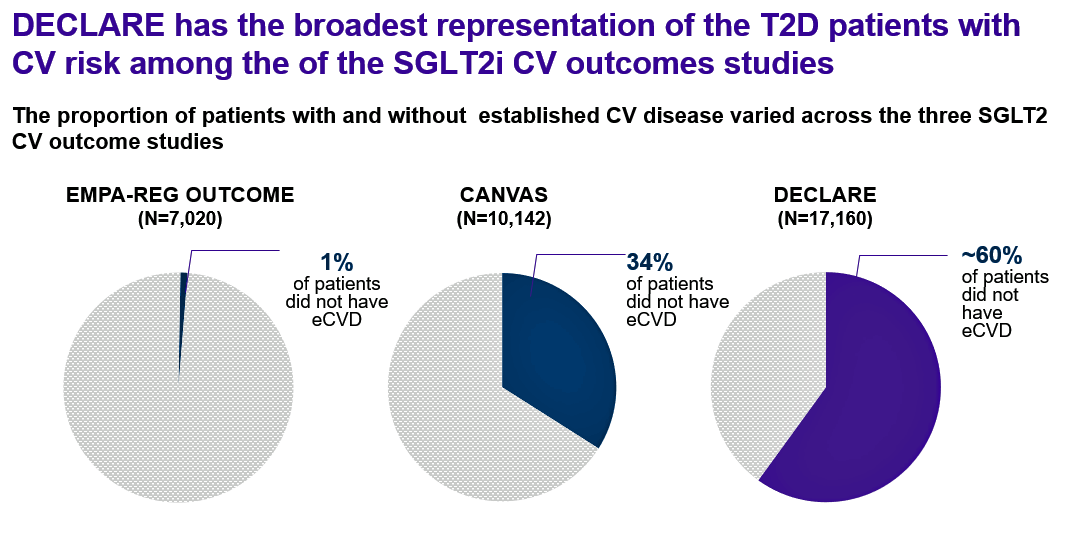 DECLARE has the broadest representation of the T2D patients with
CV risk among the of the SGLT2i CV outcomes studies
The proportion of patients with and without established CV disease varied across the three SGLT2
CV outcome studies
EMPA-REG OUTCOME
(N=7,020)
1%
of patients
did not have
eCVD
CANVAS
(N=10,142)
34%
of patients
did not have
eCVD
DECLARE
(N=17,160)
~60%
of patients
did not
have
eCVD